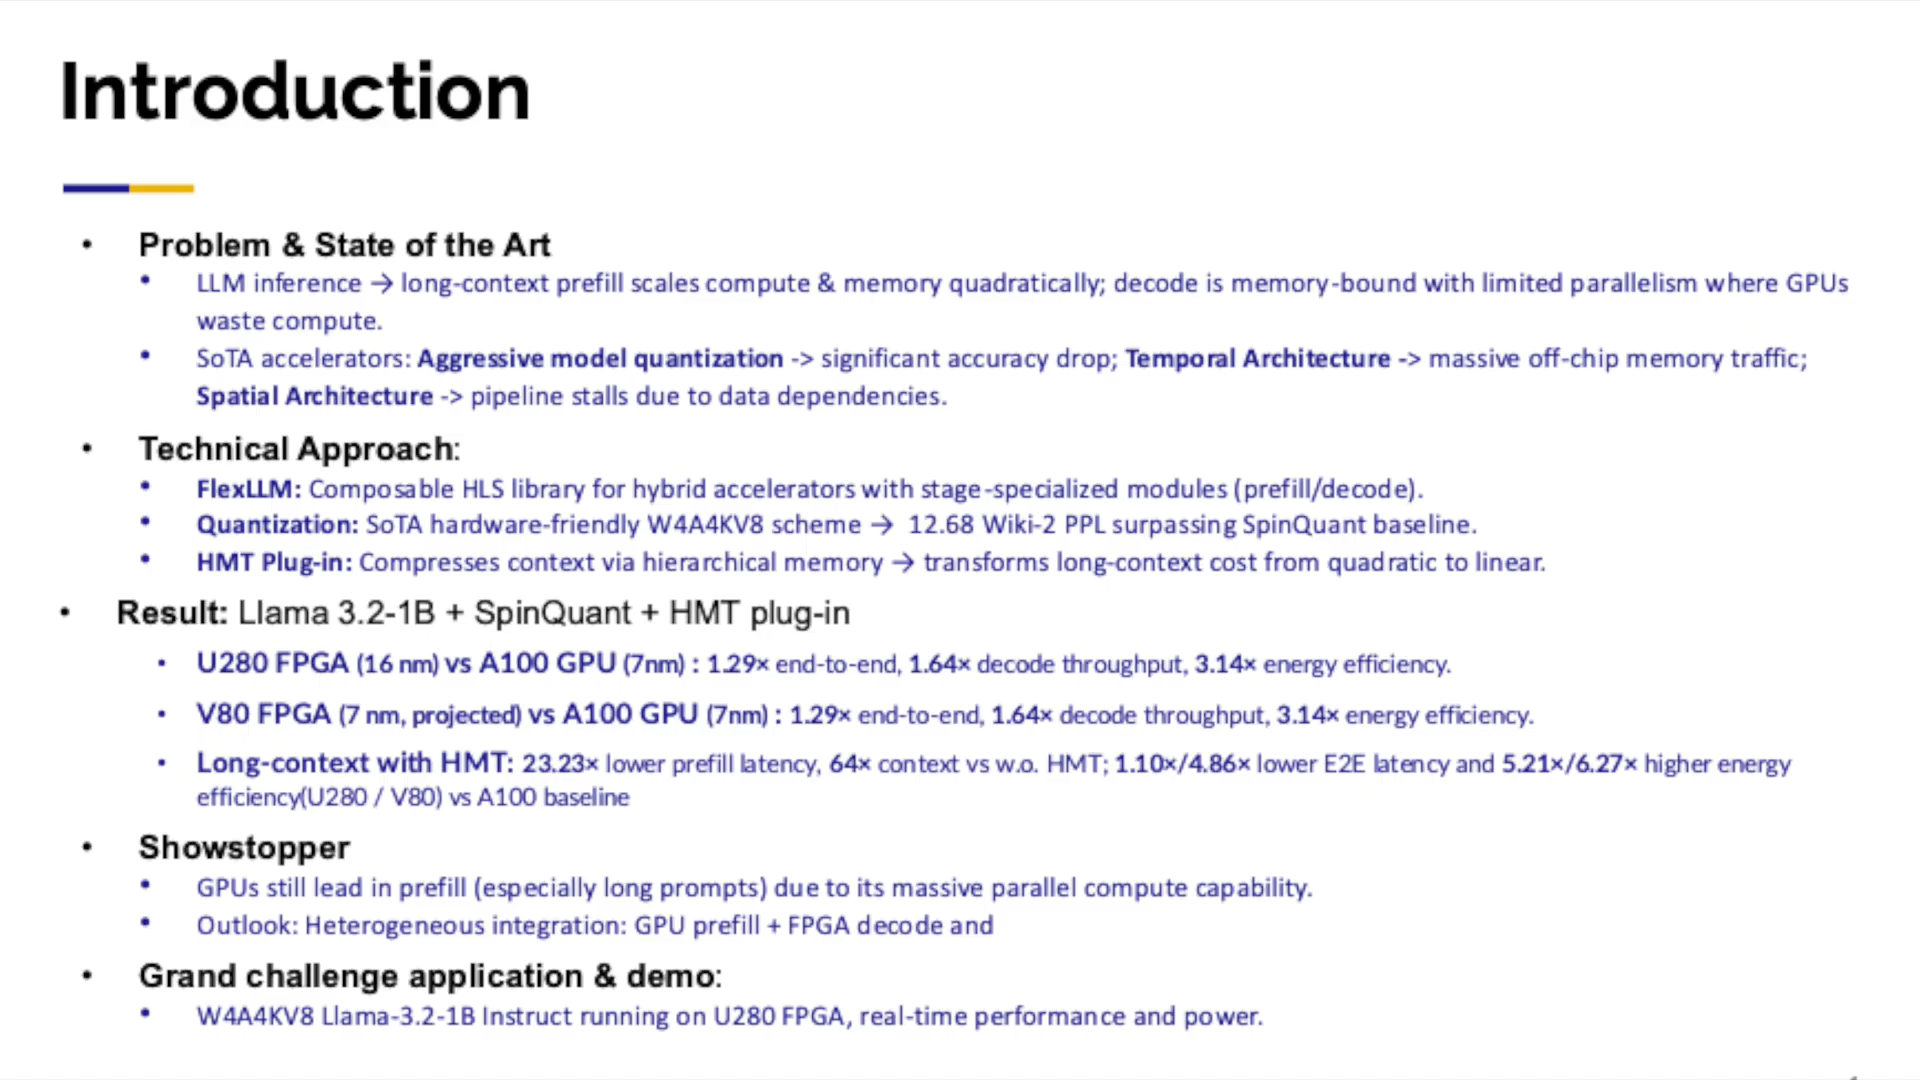 Introduction
• Problem & State of the Art
• LLM inference → long-context prefill scales compute & memory quadratically; decode is memory-bound with limited parallelism where GPUs
waste compute.
• SoTA accelerators: Aggressive model quantization -> significant accuracy drop; Temporal Architecture -> massive off-chip memory traffic;
Spatial Architecture -> pipeline stalls due to data dependencies.
• Technical Approach:
• FlexLLM: Composable HLS library for hybrid accelerators with stage-specialized modules (prefill/decode).
• Quantization: SoTA hardware-friendly W4A4KV8 scheme → 12.68 Wiki-2 PPL surpassing SpinQuant baseline.
• HMT Plug-in: Compresses context via hierarchical memory → transforms long-context cost from quadratic to linear.
• Result: Llama 3.2-1B + SpinQuant + HMT plug-in
• U280 FPGA (16 nm) vs A100 GPU (7nm) : 1.29× end-to-end, 1.64× decode throughput, 3.14× energy efficiency.
• V80 FPGA (7 nm, projected) vs A100 GPU (7nm) : 1.29× end-to-end, 1.64× decode throughput, 3.14× energy efficiency.
• Long-context with HMT: 23.23× lower prefill latency, 64× context vs w.o. HMT; 1.10×/4.86× lower E2E latency and 5.21×/6.27× higher energy
efficiency(U280 / V80) vs A100 baseline
• Showstopper
• GPUs still lead in prefill (especially long prompts) due to its massive parallel compute capability.
• Outlook: Heterogeneous integration: GPU prefill + FPGA decode and
• Grand challenge application & demo:
• W4A4KV8 Llama-3.2-1B Instruct running on U280 FPGA, real-time performance and power.